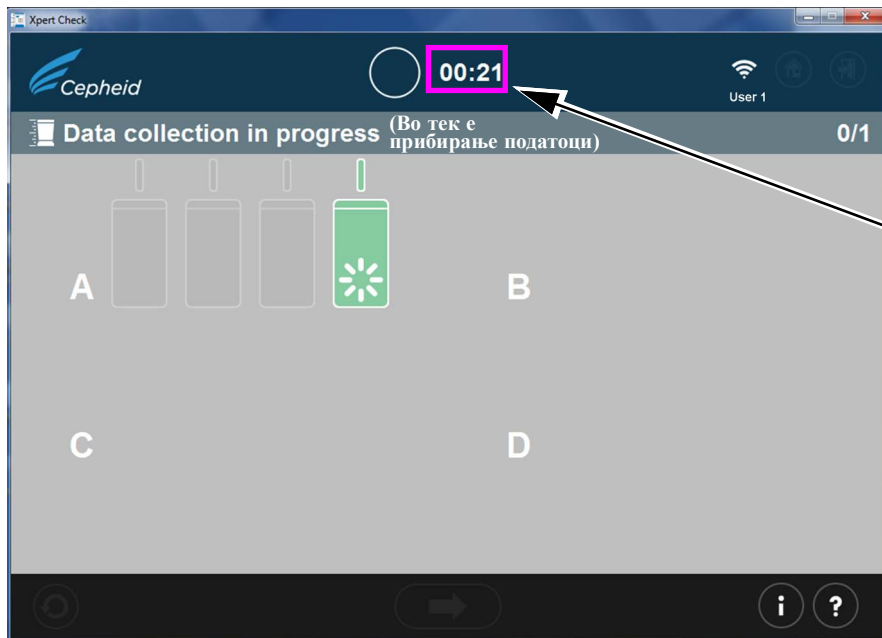 Xpert Check
Cepheid
00:21
User 1
Data collection in progress (Во тек е
прибирање податоци)
0/1
A
B
C
D
i
?